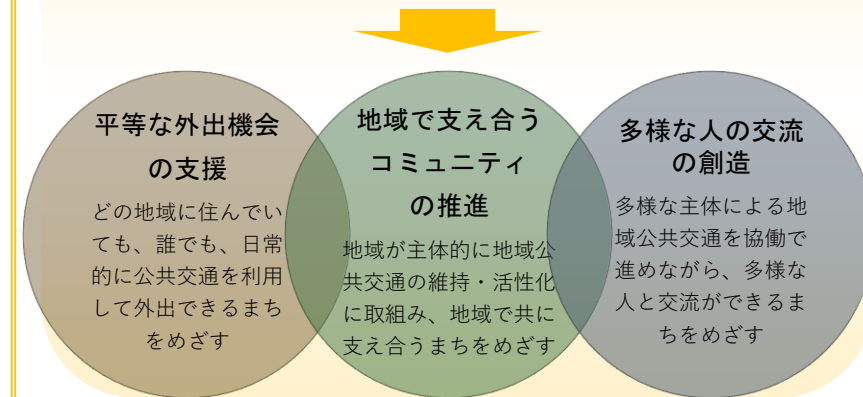 平等な外出機会
の支援
どの地域に住んでい
ても、誰でも、日常
的に公共交通を利用
して外出できるまち
をめざす
地域で支え合う
コミュニティ
の推進
地域が主体的に地域公
共交通の維持・活性化
に取組み、地域で共に
支え合うまちをめざす
多様な人の交流
の創造
多様な主体による地
域公共交通を協働で
進めながら、多様な
人と交流ができるま
ちをめざす